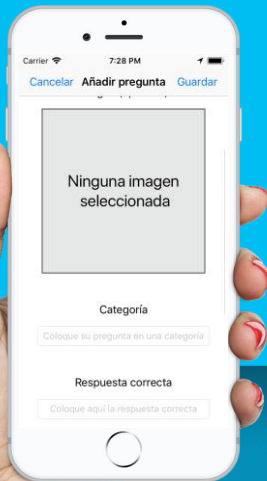 Carrier 7:28 PM
Cancelar Añadir pregunta Guardar
Ninguna imagen
seleccionada
Categoría
Coloque su pregunta en una categoría
Respuesta correcta
Coloque aquí la respuesta correcta